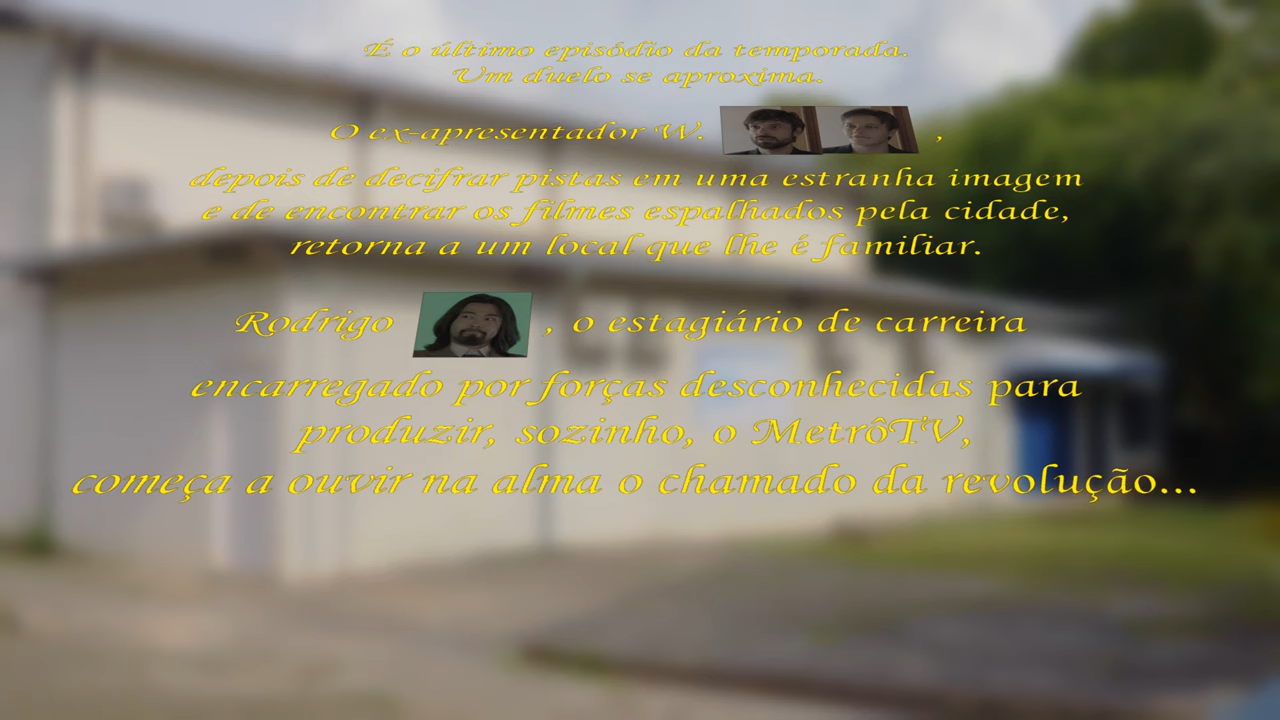 É o último episódio da temporada.
Um duelo se aproxima.
O ex-apresentador W. ,
depois de decifrar pistas em uma estranha imagem
e de encontrar os filmes espalhados pela cidade,
retorna a um local que lhe é familiar.
Rodrigo , o estagiário de carreira
encarregado por forças desconhecidas para
produzir, sozinho, o MetrôTV,
começa a ouvir na alma o chamado da revolução...